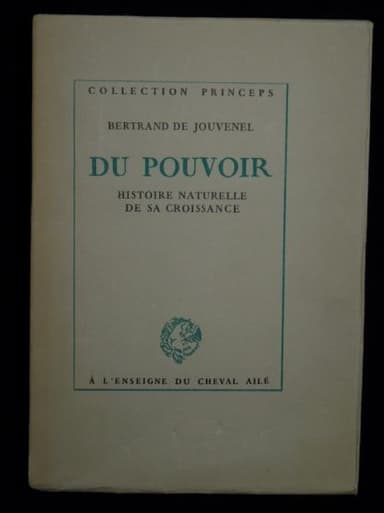 COLLECTION PRINCEPS
BERTRAND DE JOUVENEL
DU POUVOIR
HISTOIRE NATURELLE
DE SA CROISSANCE
À L'ENSEIGNE DU CHEVAL AILÉ